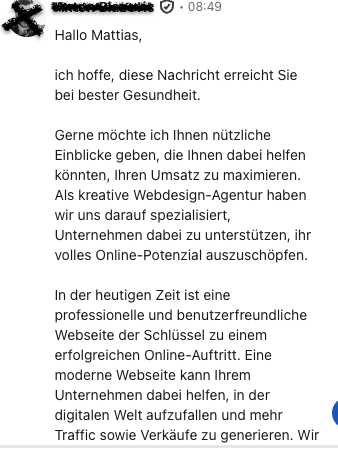 · 08:49
Hallo Mattias,
ich hoffe, diese Nachricht erreicht Sie
bei bester Gesundheit.
Gerne möchte ich Ihnen nützliche
Einblicke geben, die Ihnen dabei helfen
könnten, Ihren Umsatz zu maximieren.
Als kreative Webdesign-Agentur haben
wir uns darauf spezialisiert,
Unternehmen dabei zu unterstützen, ihr
volles Online-Potenzial auszuschöpfen.
In der heutigen Zeit ist eine
professionelle und benutzerfreundliche
Webseite der Schlüssel zu einem
erfolgreichen Online-Auftritt. Eine
moderne Webseite kann Ihrem
Unternehmen dabei helfen, in der
digitalen Welt aufzufallen und mehr
Traffic sowie Verkäufe zu generieren. Wir